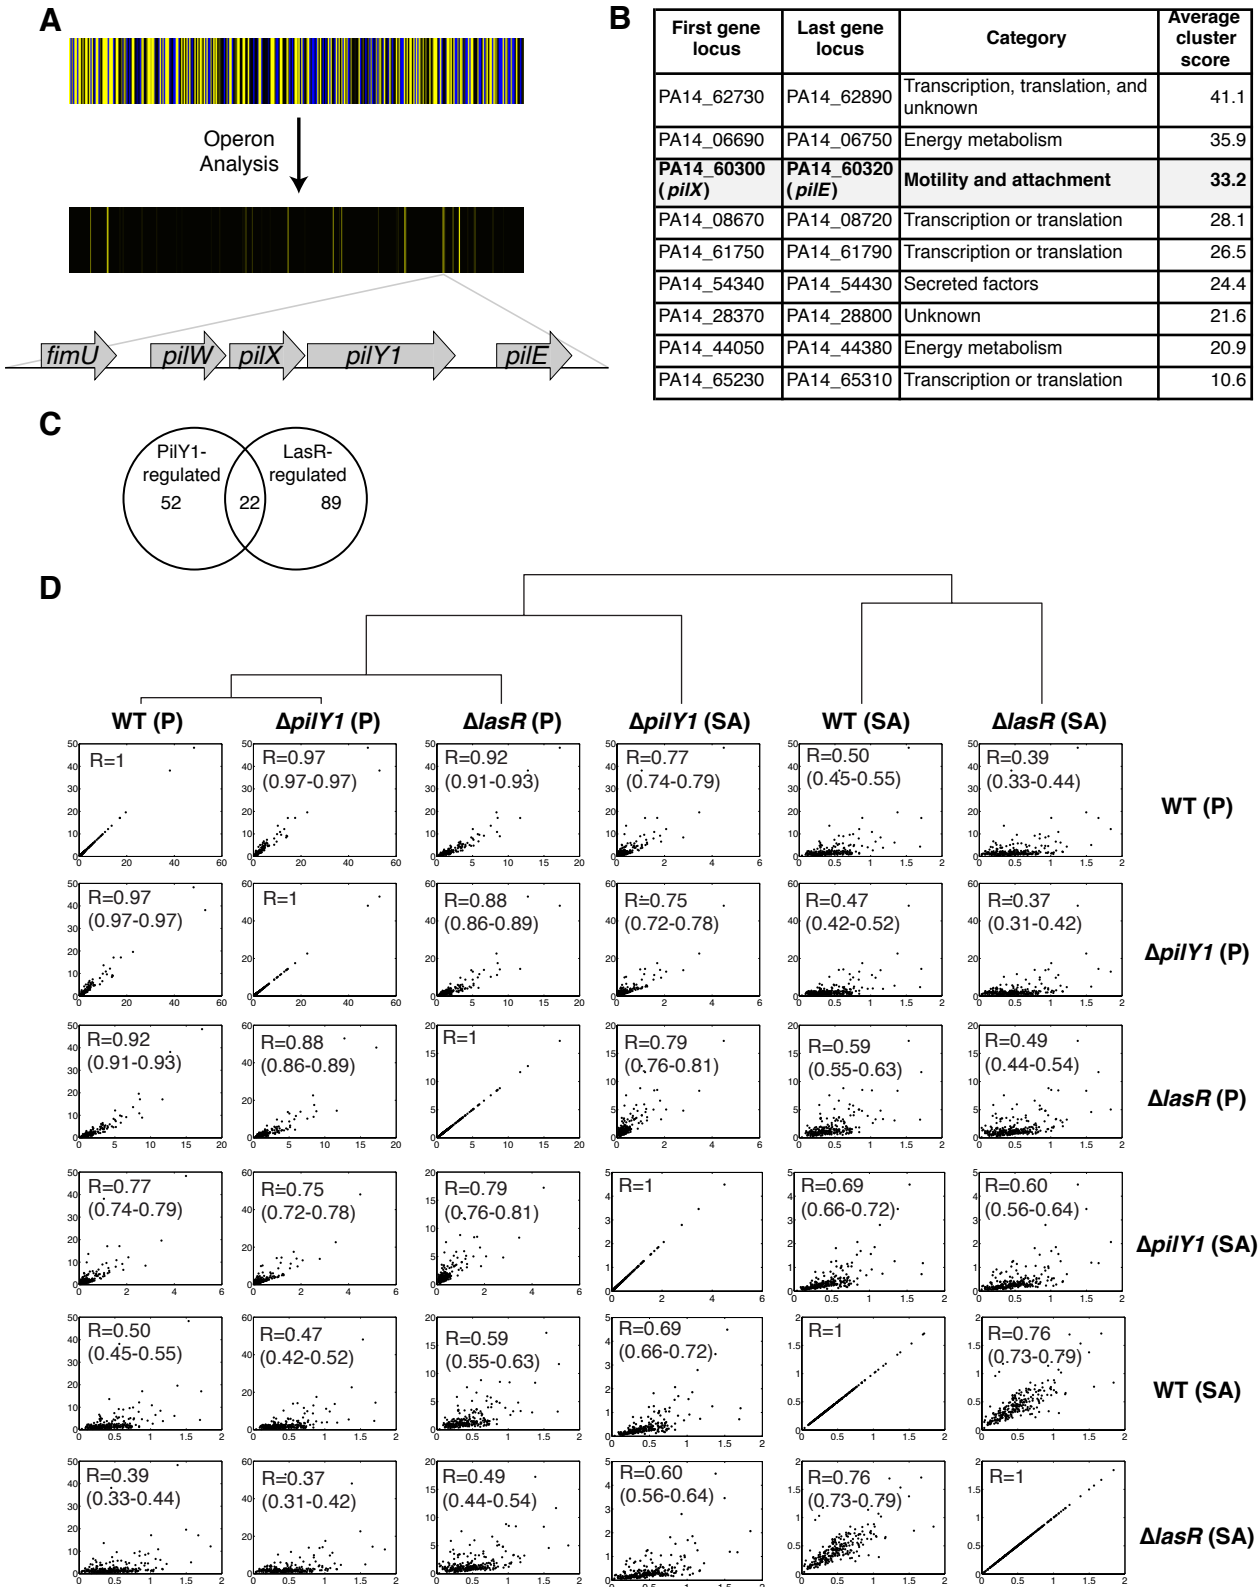 A
Operon
Analysis
fimU pilW pilX pilY1 pilE
B
First gene locus Last gene locus Category Average cluster score
PA14_62730 PA14_62890 Transcription, translation, and unknown 41.1
PA14_06690 PA14_06750 Energy metabolism 35.9
PA14_60300 (pilX) PA14_60320 (pilE) Motility and attachment 33.2
PA14_08670 PA14_08720 Transcription or translation 28.1
PA14_61750 PA14_61790 Transcription or translation 26.5
PA14_54340 PA14_54430 Secreted factors 24.4
PA14_28370 PA14_28800 Unknown 21.6
PA14_44050 PA14_44380 Energy metabolism 20.9
PA14_65230 PA14_65310 Transcription or translation 10.6
C
PilY1-
regulated
52
22
LasR-
regulated
89
D
WT (P) ΔpilY1 (P) ΔlasR (P) ΔpilY1 (SA) WT (SA) ΔlasR (SA)
R=1 R=0.97 R=0.92 R=0.77 R=0.50 R=0.39
(0.97-0.97) (0.91-0.93) (0.74-0.79) (0.45-0.55) (0.33-0.44)
WT (P)
R=0.97 R=1 R=0.88 R=0.75 R=0.47 R=0.37
(0.97-0.97) (0.86-0.89) (0.72-0.78) (0.42-0.52) (0.31-0.42)
ΔpilY1 (P)
R=0.92 R=0.88 R=1 R=0.79 R=0.59 R=0.49
(0.91-0.93) (0.86-0.89) (0.76-0.81) (0.55-0.63) (0.44-0.54)
ΔlasR (P)
R=0.77 R=0.75 R=0.79 R=1 R=0.69 R=0.60
(0.74-0.79) (0.72-0.78) (0.76-0.81) (0.66-0.72) (0.56-0.64)
ΔpilY1 (SA)
R=0.50 R=0.47 R=0.59 R=0.69 R=1 R=0.76
(0.45-0.55) (0.42-0.52) (0.55-0.63) (0.66-0.72) (0.73-0.79)
WT (SA)
R=0.39 R=0.37 R=0.49 R=0.60 R=0.76 R=1
(0.33-0.44) (0.31-0.42) (0.44-0.54) (0.56-0.64) (0.73-0.79)
ΔlasR (SA)